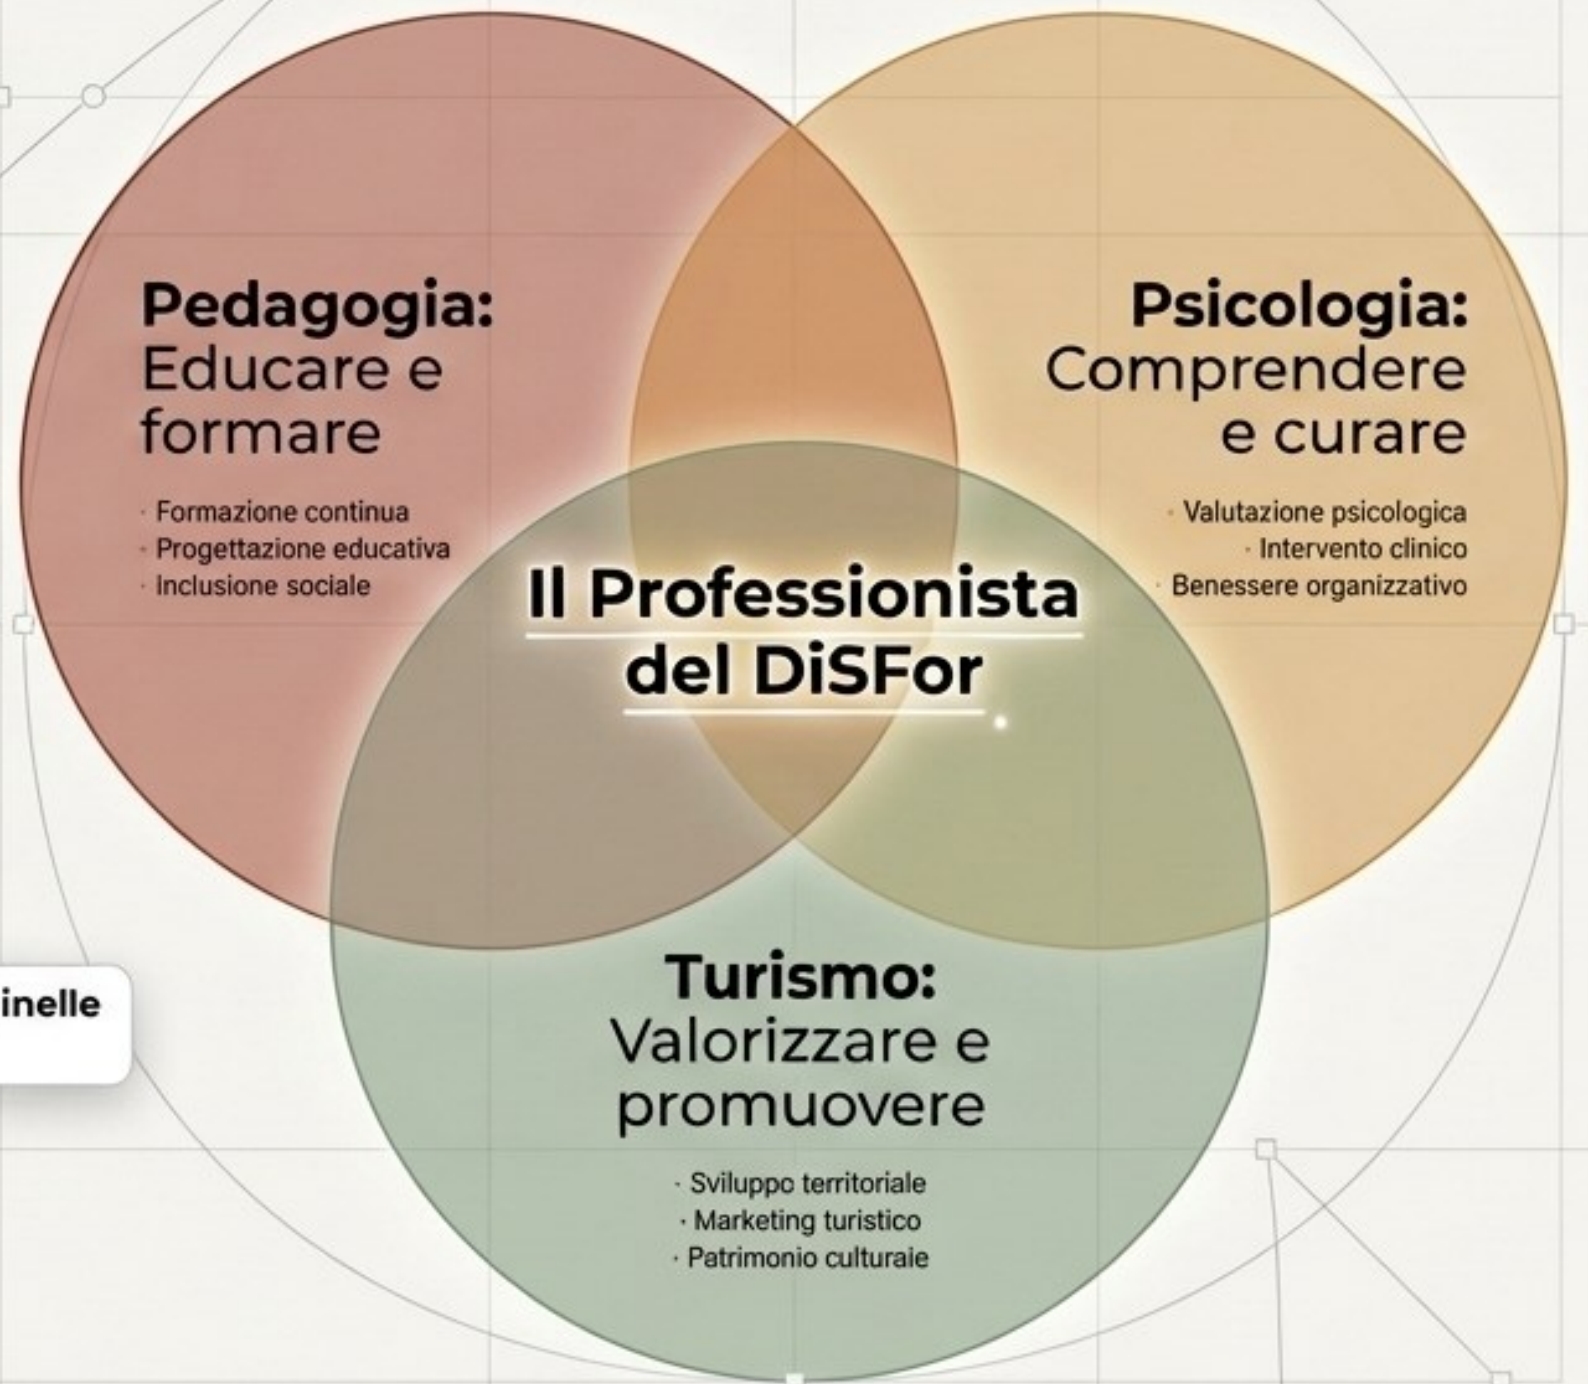 Pedagogia:
Educare e
formare
· Formazione continua
· Progettazione educativa
· Inclusione sociale
Psicologia:
Comprendere
e curare
· Valutazione psicologica
· Intervento clinico
· Benessere organizzativo
Il Professionista
del DiSFor
inelle
Turismo:
Valorizzare e
promuovere
· Sviluppo territoriale
· Marketing turistico
· Patrimonio culturale